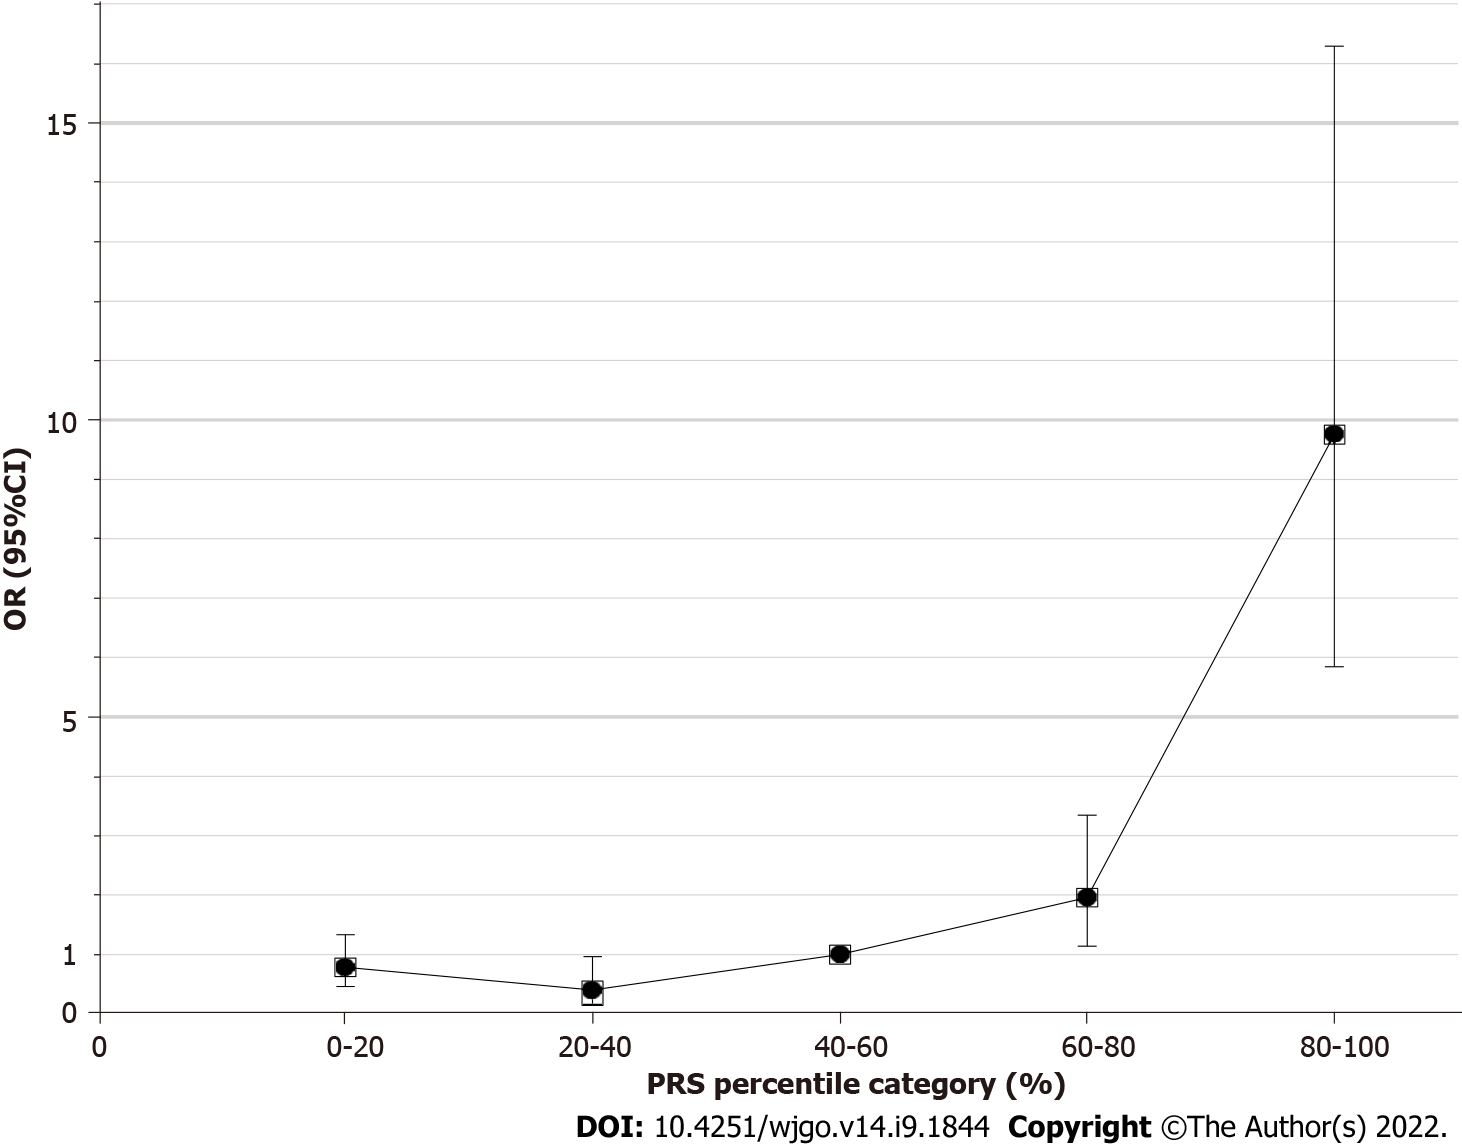 15
10
5
1
0
OR (95%CI)
0 0-20 20-40 40-60 60-80 80-100
PRS percentile category (%)
DOI: 10.4251/wjgo.v14.i9.1844 Copyright ©The Author(s) 2022.